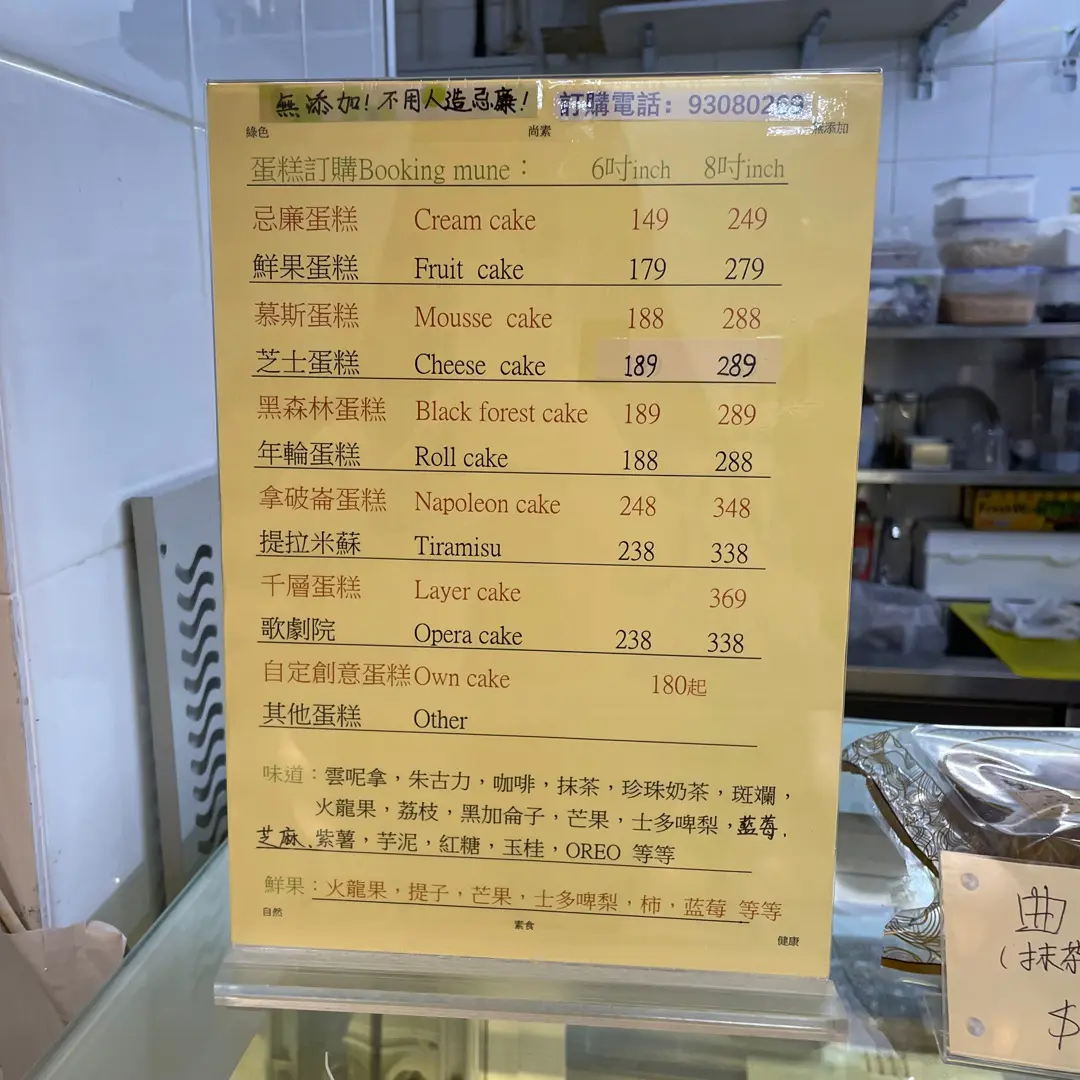 無添加!不用人造忌廉! 訂購電話：93080269
綠色 尚素 無添加
蛋糕訂購Booking mune： 6吋inch 8吋inch
忌廉蛋糕 Cream cake 149 249
鮮果蛋糕 Fruit cake 179 279
慕斯蛋糕 Mousse cake 188 288
芝士蛋糕 Cheese cake 189 289
黑森林蛋糕 Black forest cake 189 289
年輪蛋糕 Roll cake 188 288
拿破崙蛋糕 Napoleon cake 248 348
提拉米蘇 Tiramisu 238 338
千層蛋糕 Layer cake 369
歌劇院 Opera cake 238 338
自定創意蛋糕 Own cake 180起
其他蛋糕 Other
味道：雲呢拿，朱古力，咖啡，抹茶，珍珠奶茶，斑斕，
火龍果，荔枝，黑加侖子，芒果，士多啤梨，藍莓，
芝麻、紫薯，芋泥，紅糖，玉桂，OREO 等等
鮮果：火龍果，提子，芒果，士多啤梨，柿，藍莓 等等
自然 素食 健康
曲
(抹茶
$